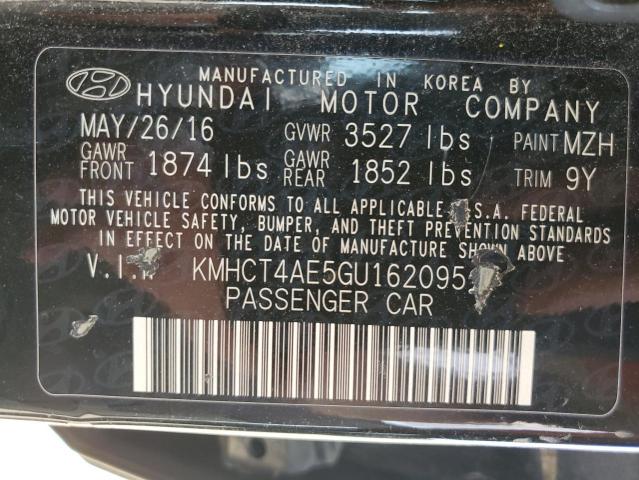 MANUFACTURED IN KOREA BY
HYUNDAI MOTOR COMPANY
MAY/26/16 GVWR 3527 lbs PAINT MZH
GAWR FRONT 1874 lbs GAWR REAR 1852 lbs TRIM 9Y
THIS VEHICLE CONFORMS TO ALL APPLICABLE U.S.A. FEDERAL
MOTOR VEHICLE SAFETY, BUMPER, AND THEFT PREVENTION STANDARDS
IN EFFECT ON THE DATE OF MANUFACTURE SHOWN ABOVE
V.I.N KMHCT4AE5GU162095
PASSENGER CAR